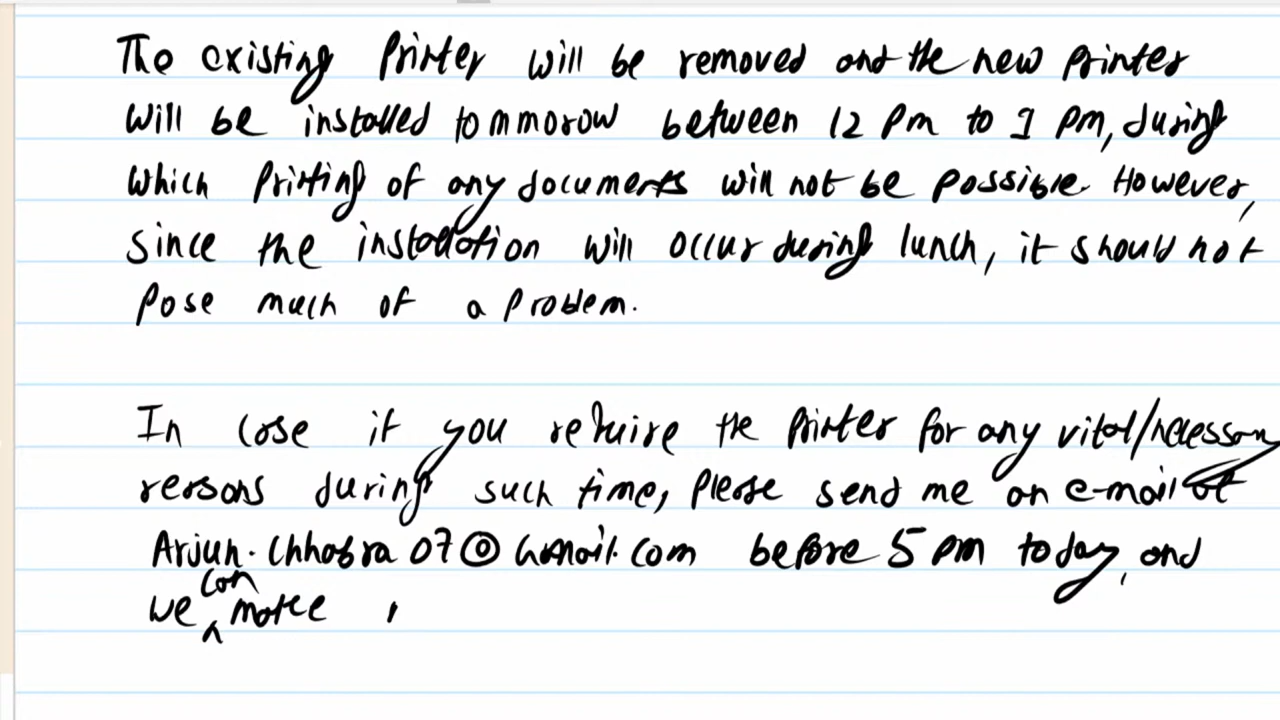 The existing Printer will be removed and the new printer
will be installed tommorow between 12 Pm to 1 pm, during
which Printing of any documents will not be possible. However,
since the installation will occur during lunch, it should not
pose much of a problem.
In case if you require the printer for any vital/necessary
reasons during such time, please send me an e-mail at
Arjun.Chhabra07@Gmail.com before 5 pm today, and
we can make